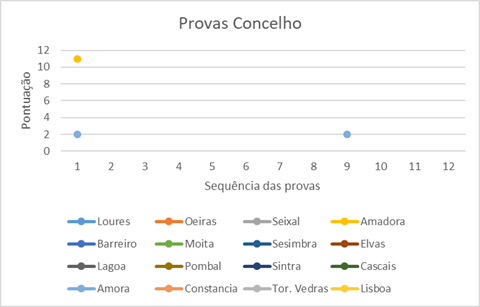 Provas Concelho
Pontuação
12
10
8
6
4
2
0
1 2 3 4 5 6 7 8 9 10 11 12
Sequência das provas
Loures Oeiras Seixal Amadora
Barreiro Moita Sesimbra Elvas
Lagoa Pombal Sintra Cascais
Amora Constancia Tor. Vedras Lisboa